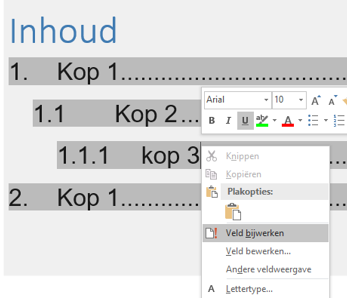 Inhoud
1. Kop 1................................
1.1 Kop 2...
Arial 10 A A
B I U aby A
1.1.1 kop 3
Knippen
Kopiëren
Plakopties:
2. Kop 1................
Veld bijwerken
Veld bewerken...
Andere veldweergave
A Lettertype...